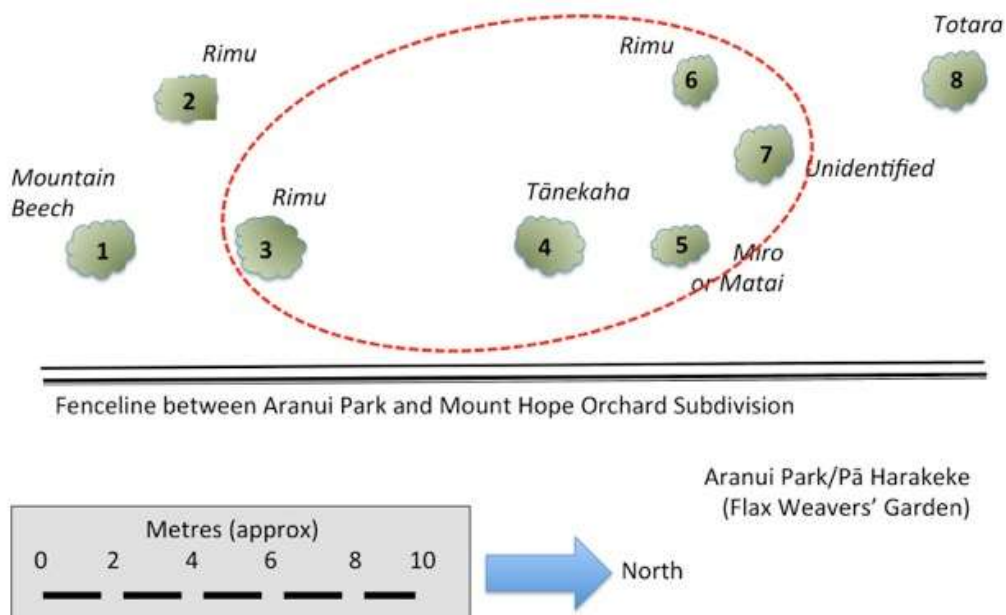 Totara
8
Rimu
6
Rimu
2
7
Unidentified
Mountain
Beech
1
Rimu
3
Tānekaha
4
5
Miro
or Matai
Fenceline between Aranui Park and Mount Hope Orchard Subdivision
Aranui Park/Pā Harakeke
(Flax Weavers' Garden)
Metres (approx)
0 2 4 6 8 10
North